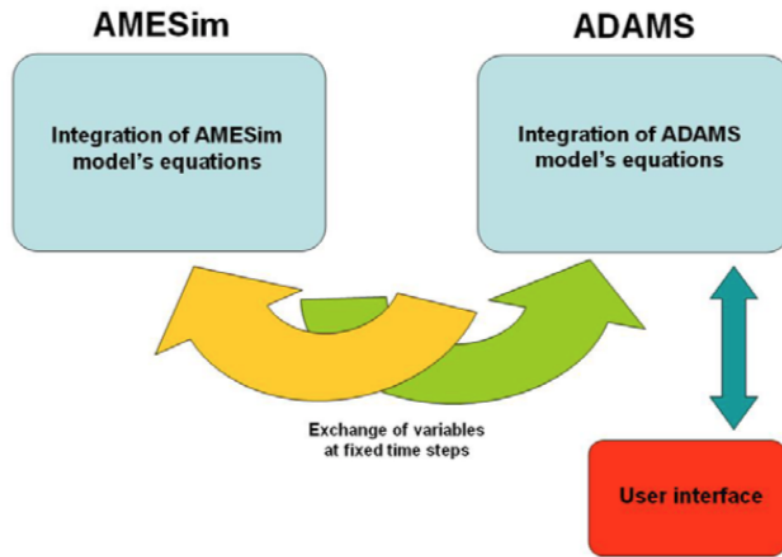 AMESim
ADAMS
Integration of AMESim
model's equations
Integration of ADAMS
model's equations
Exchange of variables
at fixed time steps
User interface